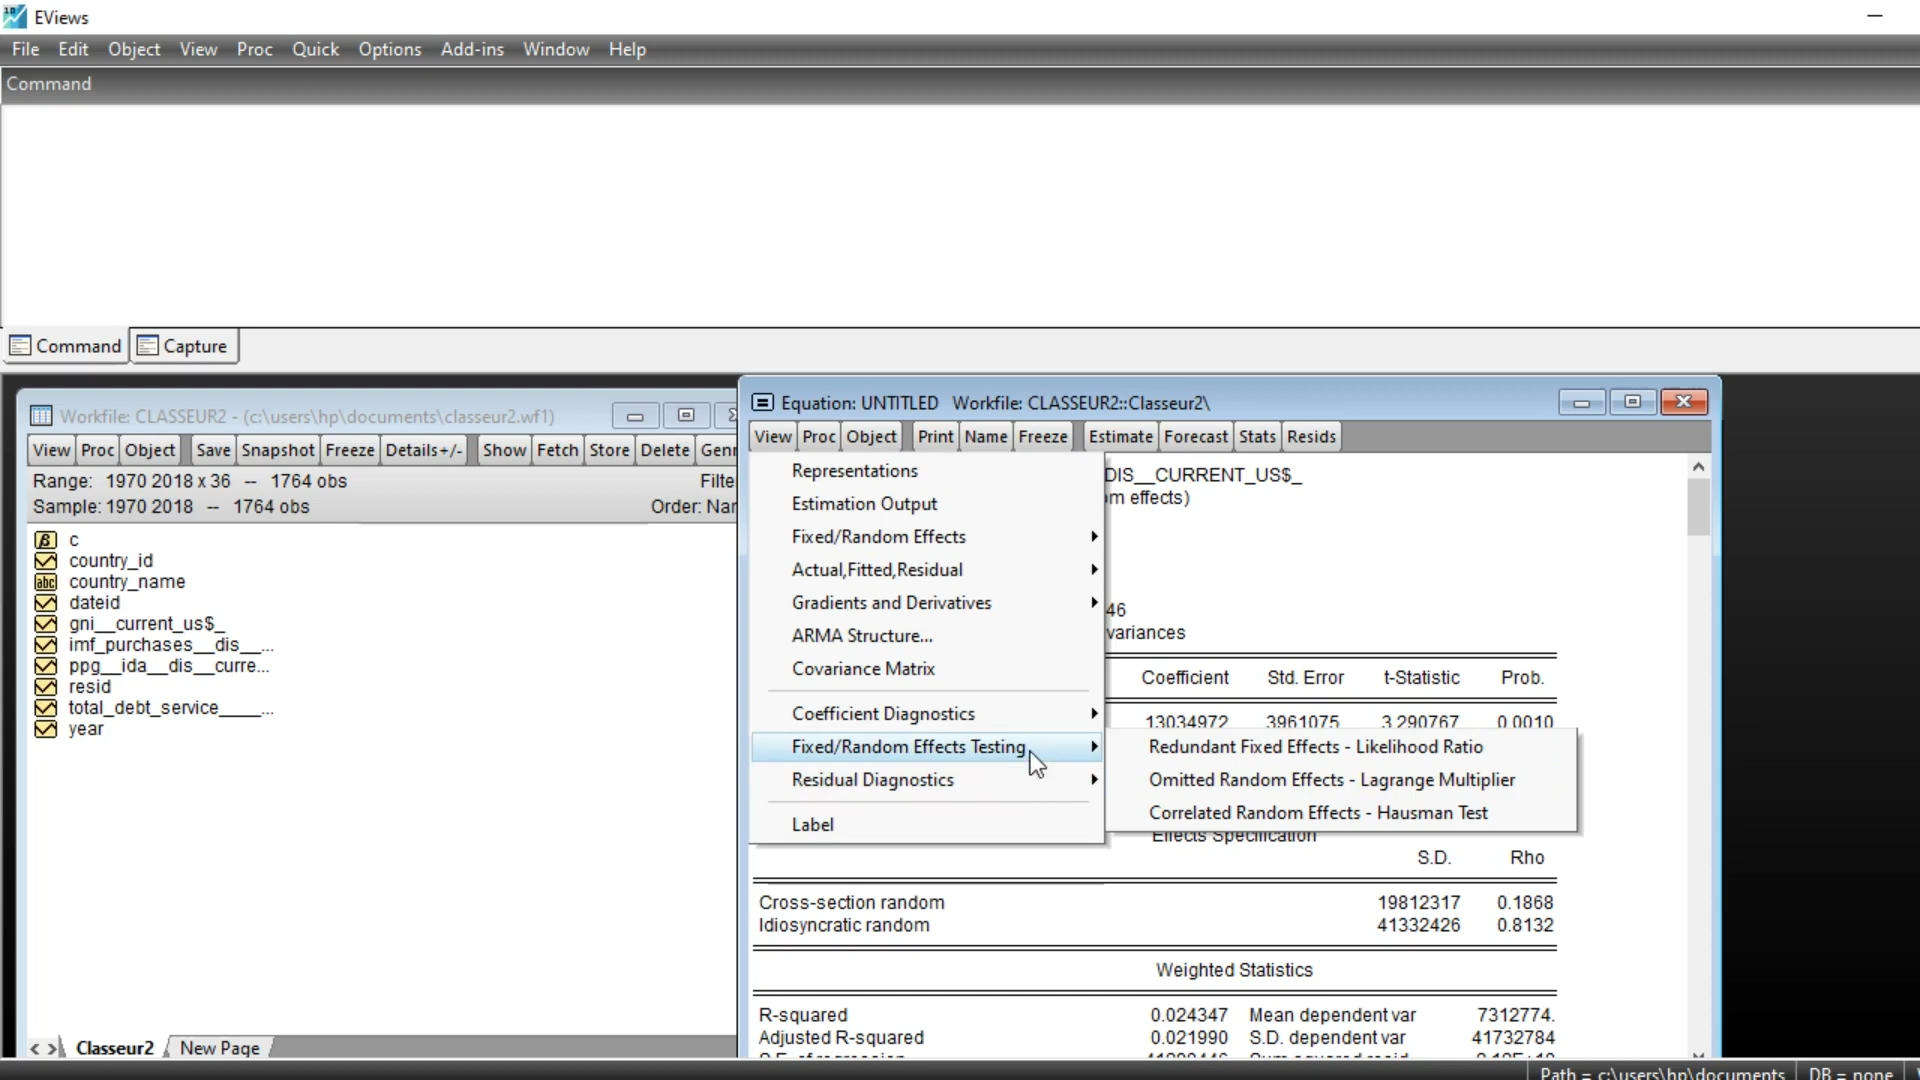 EViews
File Edit Object View Proc Quick Options Add-ins Window Help
Command
Command Capture
Workfile: CLASSEUR2 - (c:\users\hp\documents\classeur2.wf1)
View Proc Object Save Snapshot Freeze Details+/- Show Fetch Store Delete Genr
Range: 1970 2018 x 36 -- 1764 obs
Sample: 1970 2018 -- 1764 obs Order: Nar
c
country_id
country_name
dateid
gni__current_us$_
imf_purchases__dis__...
ppg__ida__dis__curre...
resid
total_debt_service____...
year
Classeur2 New Page
Equation: UNTITLED Workfile: CLASSEUR2::Classeur2\
View Proc Object Print Name Freeze Estimate Forecast Stats Resids
Representations
Estimation Output
Fixed/Random Effects
Actual,Fitted,Residual
Gradients and Derivatives
ARMA Structure...
Covariance Matrix
Coefficient Diagnostics
Fixed/Random Effects Testing
Residual Diagnostics
Label
Redundant Fixed Effects - Likelihood Ratio
Omitted Random Effects - Lagrange Multiplier
Correlated Random Effects - Hausman Test
DIS__CURRENT_US$_
m effects)
46
variances
Coefficient Std. Error t-Statistic Prob.
13034972 3961075 3.290767 0.0010
Effects Specification
S.D. Rho
Cross-section random 19812317 0.1868
Idiosyncratic random 41332426 0.8132
Weighted Statistics
R-squared 0.024347 Mean dependent var 7312774.
Adjusted R-squared 0.021990 S.D. dependent var 41732784
Path = c:\users\hp\documents DB = none